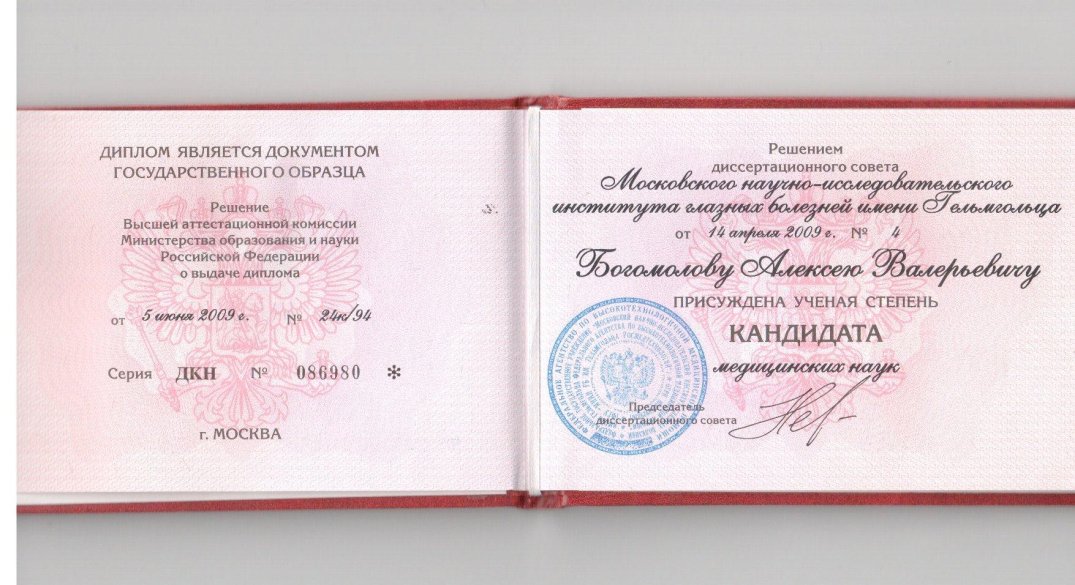 ДИПЛОМ ЯВЛЯЕТСЯ ДОКУМЕНТОМ
ГОСУДАРСТВЕННОГО ОБРАЗЦА
Решение
Высшей аттестационной комиссии
Министерства образования и науки
Российской Федерации
о выдаче диплома
от 5 июня 2009 г. № 24к/94
Серия ДКН № 086980 *
г. МОСКВА
Решением
диссертационного совета
Московского научно-исследовательского
института глазных болезней имени Гельмгольца
от 14 апреля 2009 г. № 4
Богомолову Алексею Валерьевичу
ПРИСУЖДЕНА УЧЕНАЯ СТЕПЕНЬ
КАНДИДАТА
медицинских наук
Председатель
диссертационного совета